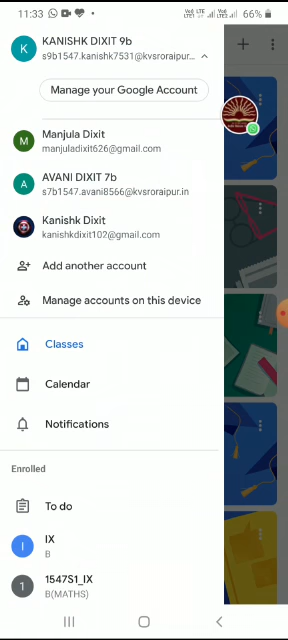 11:33 66%
KANISHK DIXIT 9b
s9b1547.kanishk7531@kvsroraipur...
Manage your Google Account
M Manjula Dixit
manjuladixit626@gmail.com
A AVANI DIXIT 7b
s7b1547.avani8566@kvsroraipur.in
Kanishk Dixit
kanishkdixit102@gmail.com
Add another account
Manage accounts on this device
Classes
Calendar
Notifications
Enrolled
To do
I IX
B
1 1547S1_IX
B(MATHS)